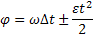 φ = ωΔt ± εt²/2